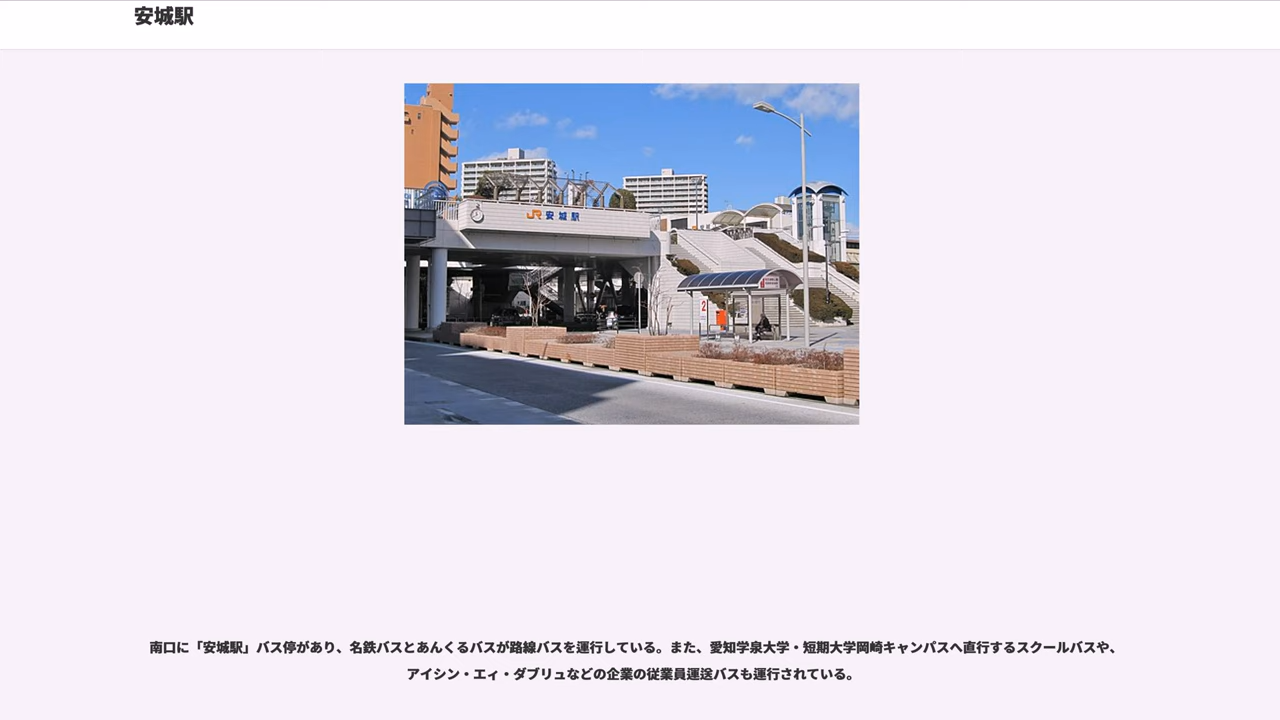 安城駅
JR 安城駅
2
南口に「安城駅」バス停があり、名鉄バスとあんくるバスが路線バスを運行している。また、愛知学泉大学・短期大学岡崎キャンパスへ直行するスクールバスや、
アイシン・エィ・ダブリュなどの企業の従業員運送バスも運行されている。